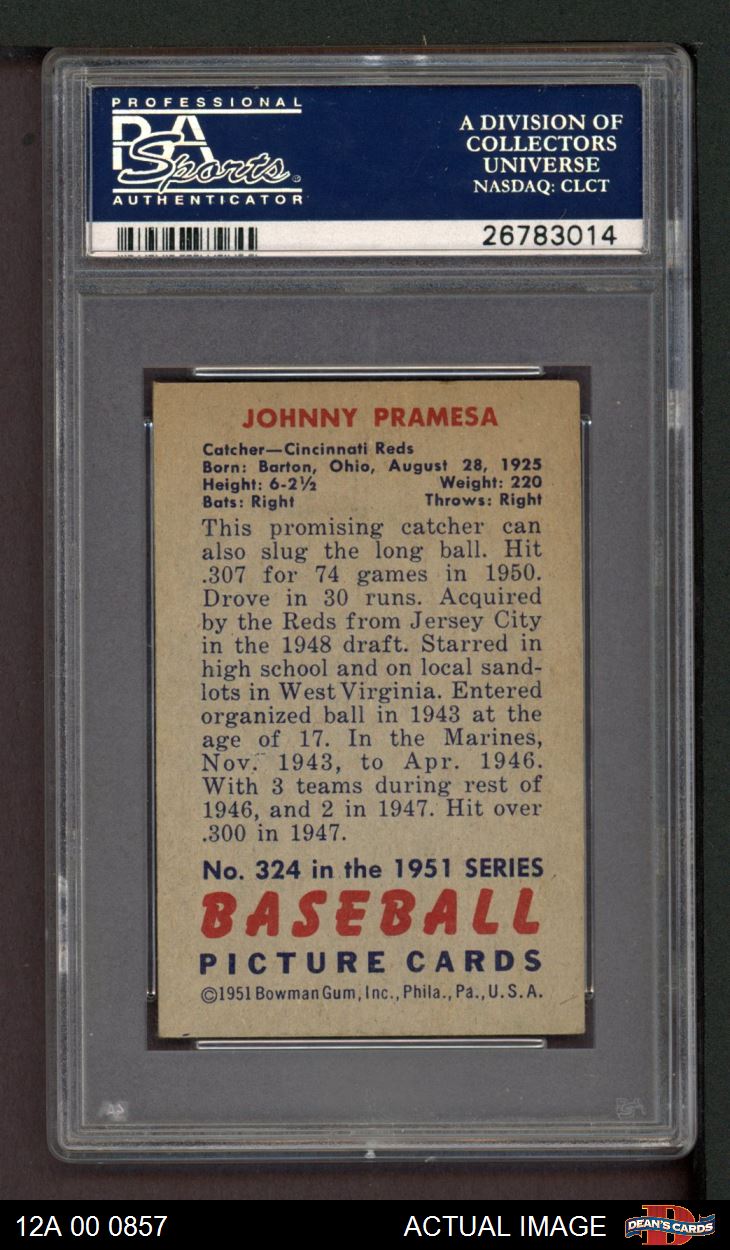 PROFESSIONAL
PSA
Sports
AUTHENTICATOR
A DIVISION OF
COLLECTORS
UNIVERSE
NASDAQ: CLCT
26783014
JOHNNY PRAMESA
Catcher—Cincinnati Reds
Born: Barton, Ohio, August 28, 1925
Height: 6-2½ Weight: 220
Bats: Right Throws: Right
This promising catcher can
also slug the long ball. Hit
.307 for 74 games in 1950.
Drove in 30 runs. Acquired
by the Reds from Jersey City
in the 1948 draft. Starred in
high school and on local sand-
lots in West Virginia. Entered
organized ball in 1943 at the
age of 17. In the Marines,
Nov. 1943, to Apr. 1946.
With 3 teams during rest of
1946, and 2 in 1947. Hit over
.300 in 1947.
No. 324 in the 1951 SERIES
BASEBALL
PICTURE CARDS
©1951 Bowman Gum, Inc., Phila., Pa., U.S.A.
PSA
12A 00 0857
ACTUAL IMAGE
DEAN'S CARDS